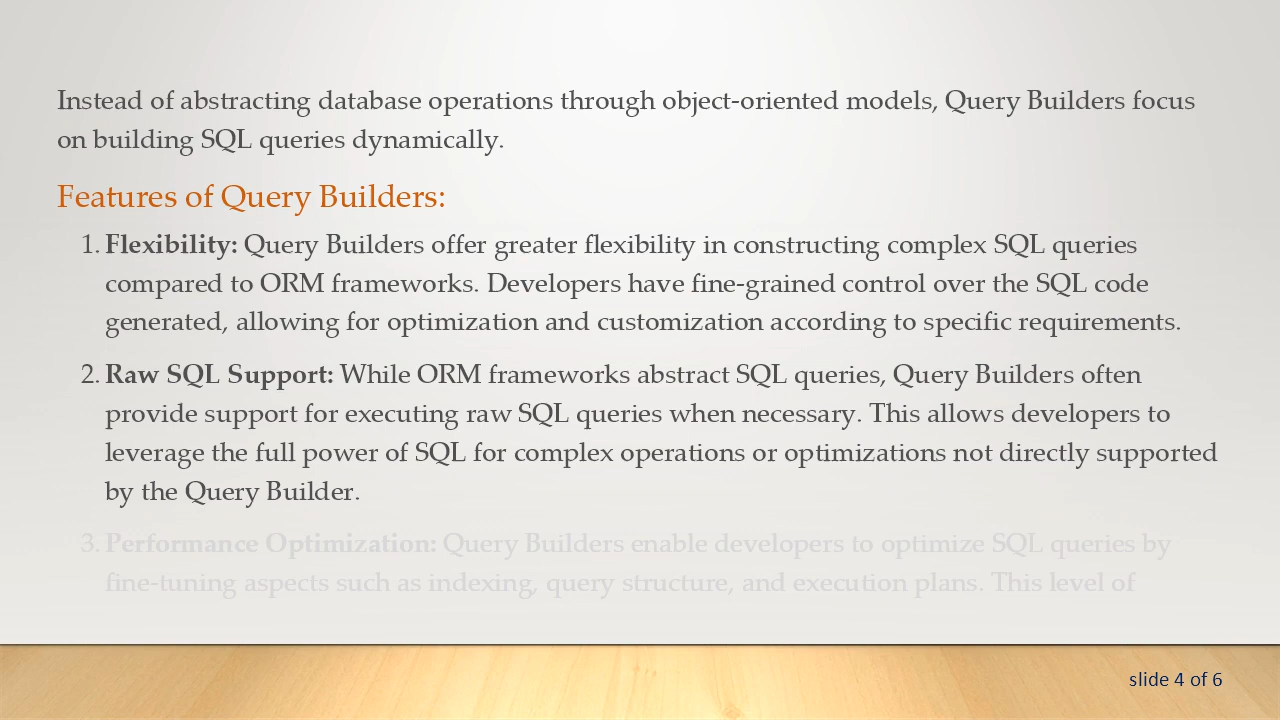 Instead of abstracting database operations through object-oriented models, Query Builders focus
on building SQL queries dynamically.
Features of Query Builders:
1. Flexibility: Query Builders offer greater flexibility in constructing complex SQL queries
compared to ORM frameworks. Developers have fine-grained control over the SQL code
generated, allowing for optimization and customization according to specific requirements.
2. Raw SQL Support: While ORM frameworks abstract SQL queries, Query Builders often
provide support for executing raw SQL queries when necessary. This allows developers to
leverage the full power of SQL for complex operations or optimizations not directly supported
by the Query Builder.
3. Performance Optimization: Query Builders enable developers to optimize SQL queries by
fine-tuning aspects such as indexing, query structure, and execution plans. This level of
slide 4 of 6